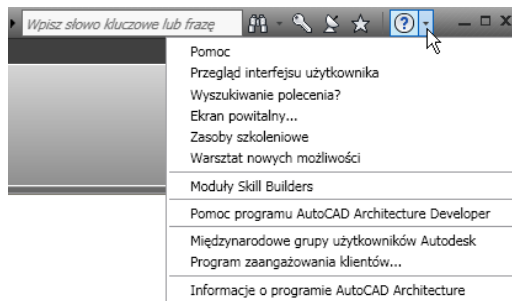 Wpisz słowo kluczowe lub frazę
Pomoc
Przegląd interfejsu użytkownika
Wyszukiwanie polecenia?
Ekran powitalny...
Zasoby szkoleniowe
Warsztat nowych możliwości
Moduły Skill Builders
Pomoc programu AutoCAD Architecture Developer
Międzynarodowe grupy użytkowników Autodesk
Program zaangażowania klientów...
Informacje o programie AutoCAD Architecture